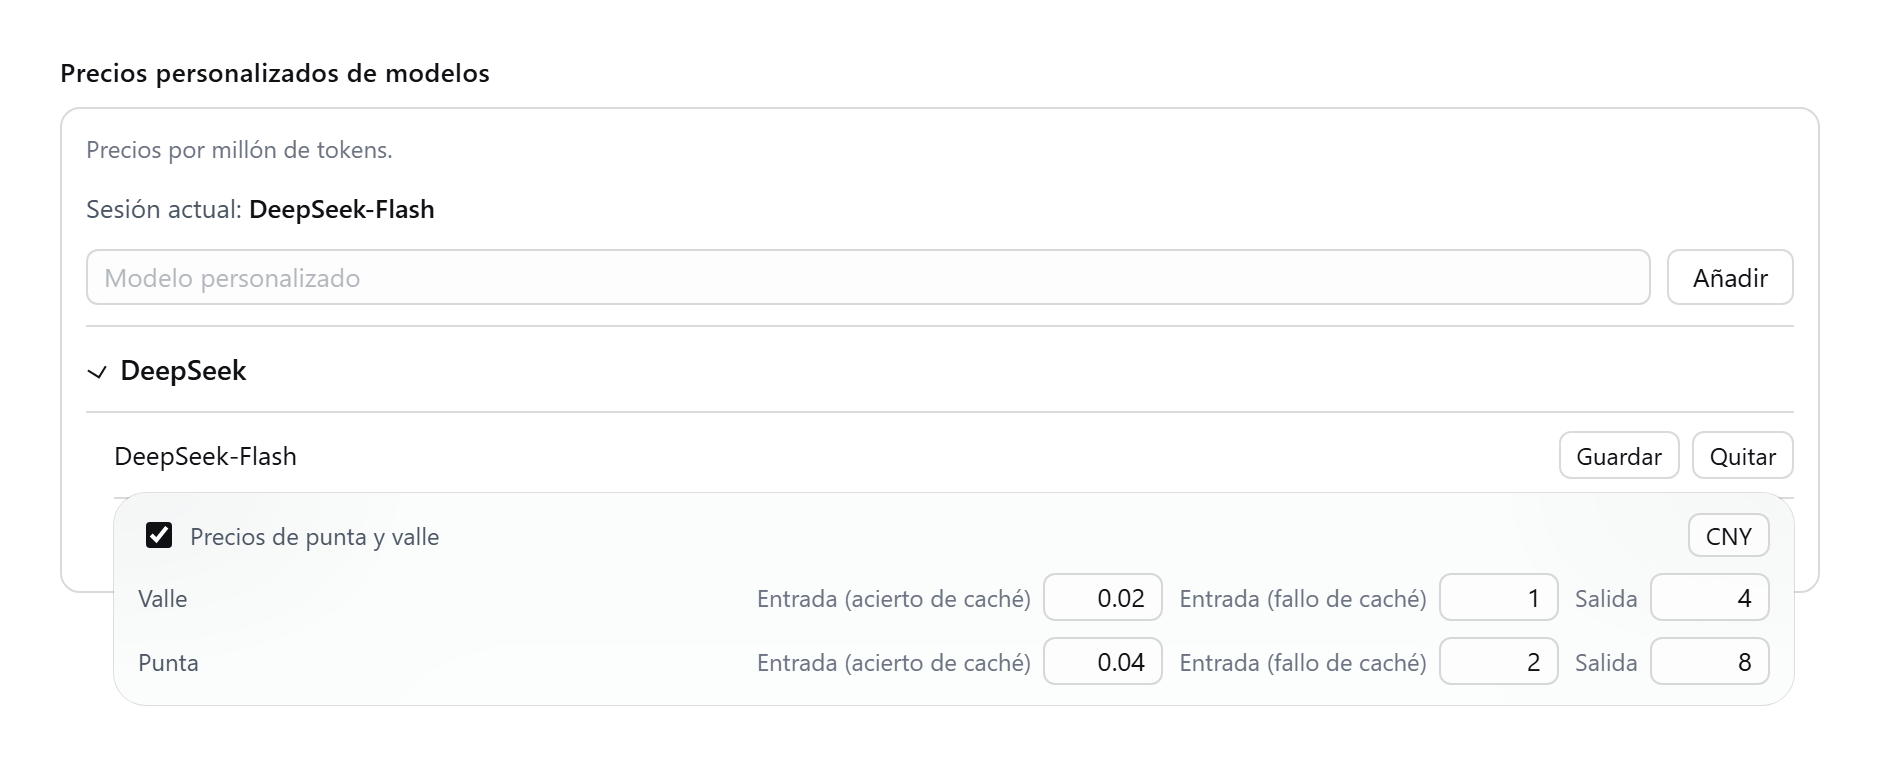 Precios personalizados de modelos
Precios por millón de tokens.
Sesión actual: DeepSeek-Flash
Modelo personalizado
Añadir
DeepSeek
DeepSeek-Flash
Guardar
Quitar
Precios de punta y valle
CNY
Valle
Entrada (acierto de caché) 0.02 Entrada (fallo de caché) 1 Salida 4
Punta
Entrada (acierto de caché) 0.04 Entrada (fallo de caché) 2 Salida 8